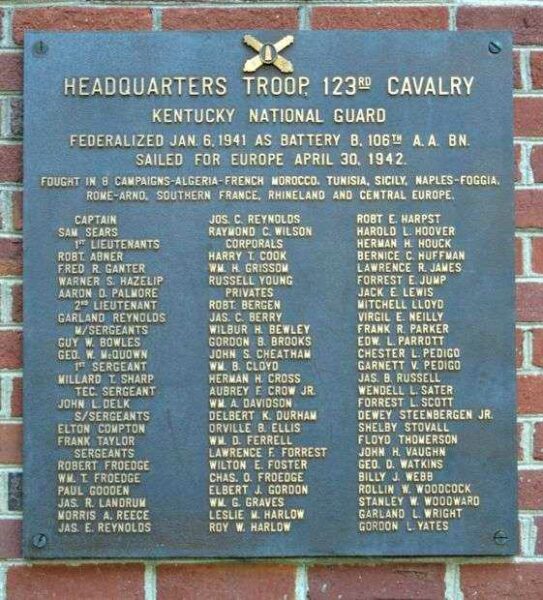 HEADQUARTERS TROOP, 123RD CAVALRY
KENTUCKY NATIONAL GUARD
FEDERALIZED JAN. 6, 1941 AS BATTERY B, 106TH A.A. BN.
SAILED FOR EUROPE APRIL 30, 1942.
FOUGHT IN 8 CAMPAIGNS-ALGERIA-FRENCH MOROCCO, TUNISIA, SICILY, NAPLES-FOGGIA,
ROME-ARNO, SOUTHERN FRANCE, RHINELAND AND CENTRAL EUROPE.
CAPTAIN
SAM SEARS
1ST LIEUTENANTS
ROBT. ABNER
FRED R. GANTER
WARNER S. HAZELIP
AARON D. PALMORE
2ND LIEUTENANT
GARLAND REYNOLDS
M/SERGEANTS
GUY W. BOWLES
GEO. W. McQUOWN
1ST SERGEANT
MILLARD T. SHARP
TEC. SERGEANT
JOHN L. DELK
S/SERGEANTS
ELTON COMPTON
FRANK TAYLOR
SERGEANTS
ROBERT FROEDGE
WM. T. FROEDGE
PAUL GOODEN
JAS. R. LANDRUM
MORRIS A. REECE
JAS. E. REYNOLDS
JOS. C. REYNOLDS
RAYMOND C. WILSON
CORPORALS
HARRY T. COOK
WM. H. GRISSOM
RUSSELL YOUNG
PRIVATES
ROBT. BERGEN
JAS. C. BERRY
WILBUR H. BEWLEY
GORDON B. BROOKS
JOHN S. CHEATHAM
WM. B. CLOYD
HERMAN H. CROSS
AUBREY F. CROW JR.
WM. A. DAVIDSON
DELBERT K. DURHAM
ORVILLE B. ELLIS
WM. D. FERRELL
LAWRENCE F. FORREST
WILTON E. FOSTER
CHAS. O. FROEDGE
ELBERT J. GORDON
WM. G. GRAVES
LESLIE M. HARLOW
ROY W. HARLOW
ROBT E. HARPST
HAROLD L. HOOVER
HERMAN H. HOUCK
BERNICE C. HUFFMAN
LAWRENCE R. JAMES
FORREST E. JUMP
JACK E. LEWIS
MITCHELL LLOYD
VIRGIL E. NEILLY
FRANK R. PARKER
EDW. L. PARROTT
CHESTER L. PEDIGO
GARNETT V. PEDIGO
JAS. B. RUSSELL
WENDELL L. SATER
FORREST L. SCOTT
DEWEY STEENBERGEN JR.
SHELBY STOVALL
FLOYD THOMERSON
JOHN H. VAUGHN
GEO. D. WATKINS
BILLY J. WEBB
ROLLIN W. WOODCOCK
STANLEY W. WOODWARD
GARLAND L. WRIGHT
GORDON L. YATES